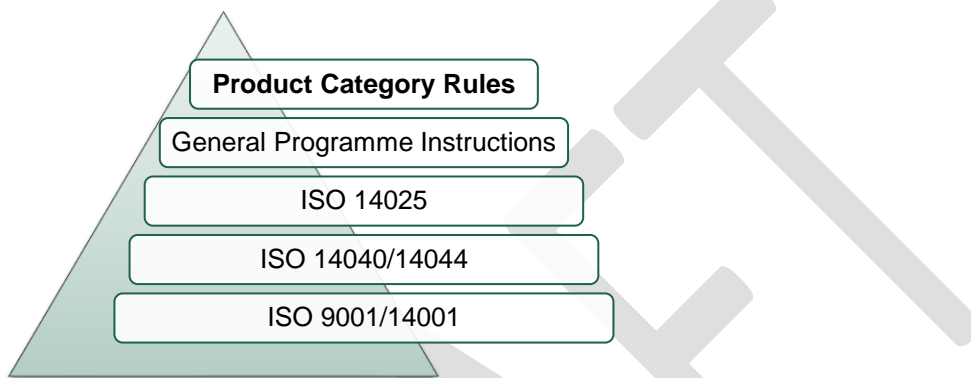 Product Category Rules
General Programme Instructions
ISO 14025
ISO 14040/14044
ISO 9001/14001